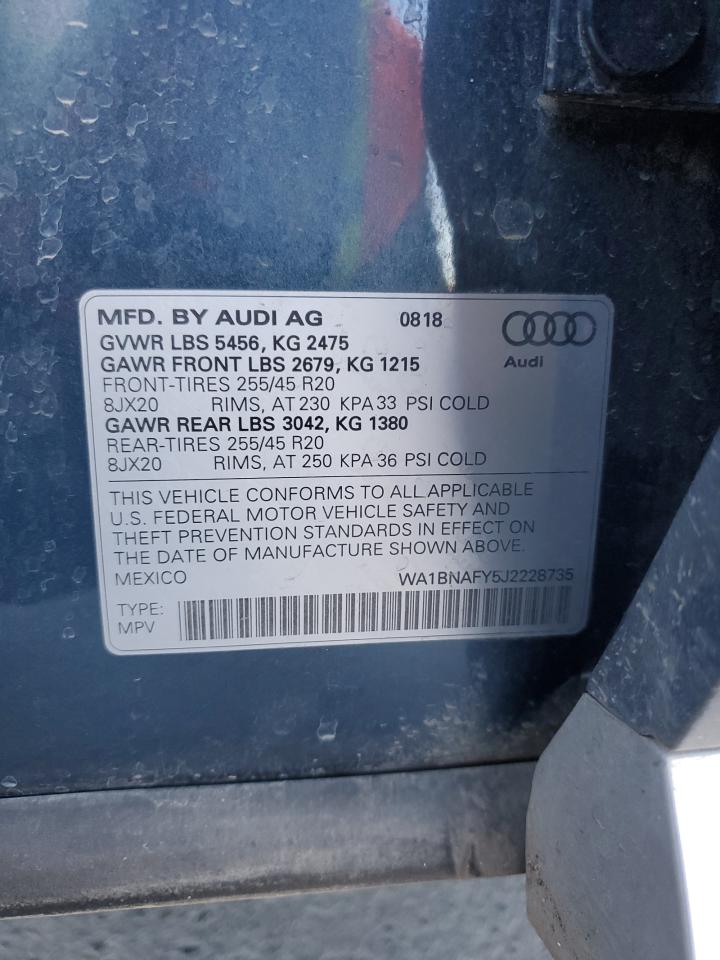 MFD. BY AUDI AG 0818
GVWR LBS 5456, KG 2475
GAWR FRONT LBS 2679, KG 1215
Audi
FRONT-TIRES 255/45 R20
8JX20 RIMS, AT 230 KPA 33 PSI COLD
GAWR REAR LBS 3042, KG 1380
REAR-TIRES 255/45 R20
8JX20 RIMS, AT 250 KPA 36 PSI COLD
THIS VEHICLE CONFORMS TO ALL APPLICABLE
U.S. FEDERAL MOTOR VEHICLE SAFETY AND
THEFT PREVENTION STANDARDS IN EFFECT ON
THE DATE OF MANUFACTURE SHOWN ABOVE.
MEXICO WA1BNAFY5J2228735
TYPE:
MPV